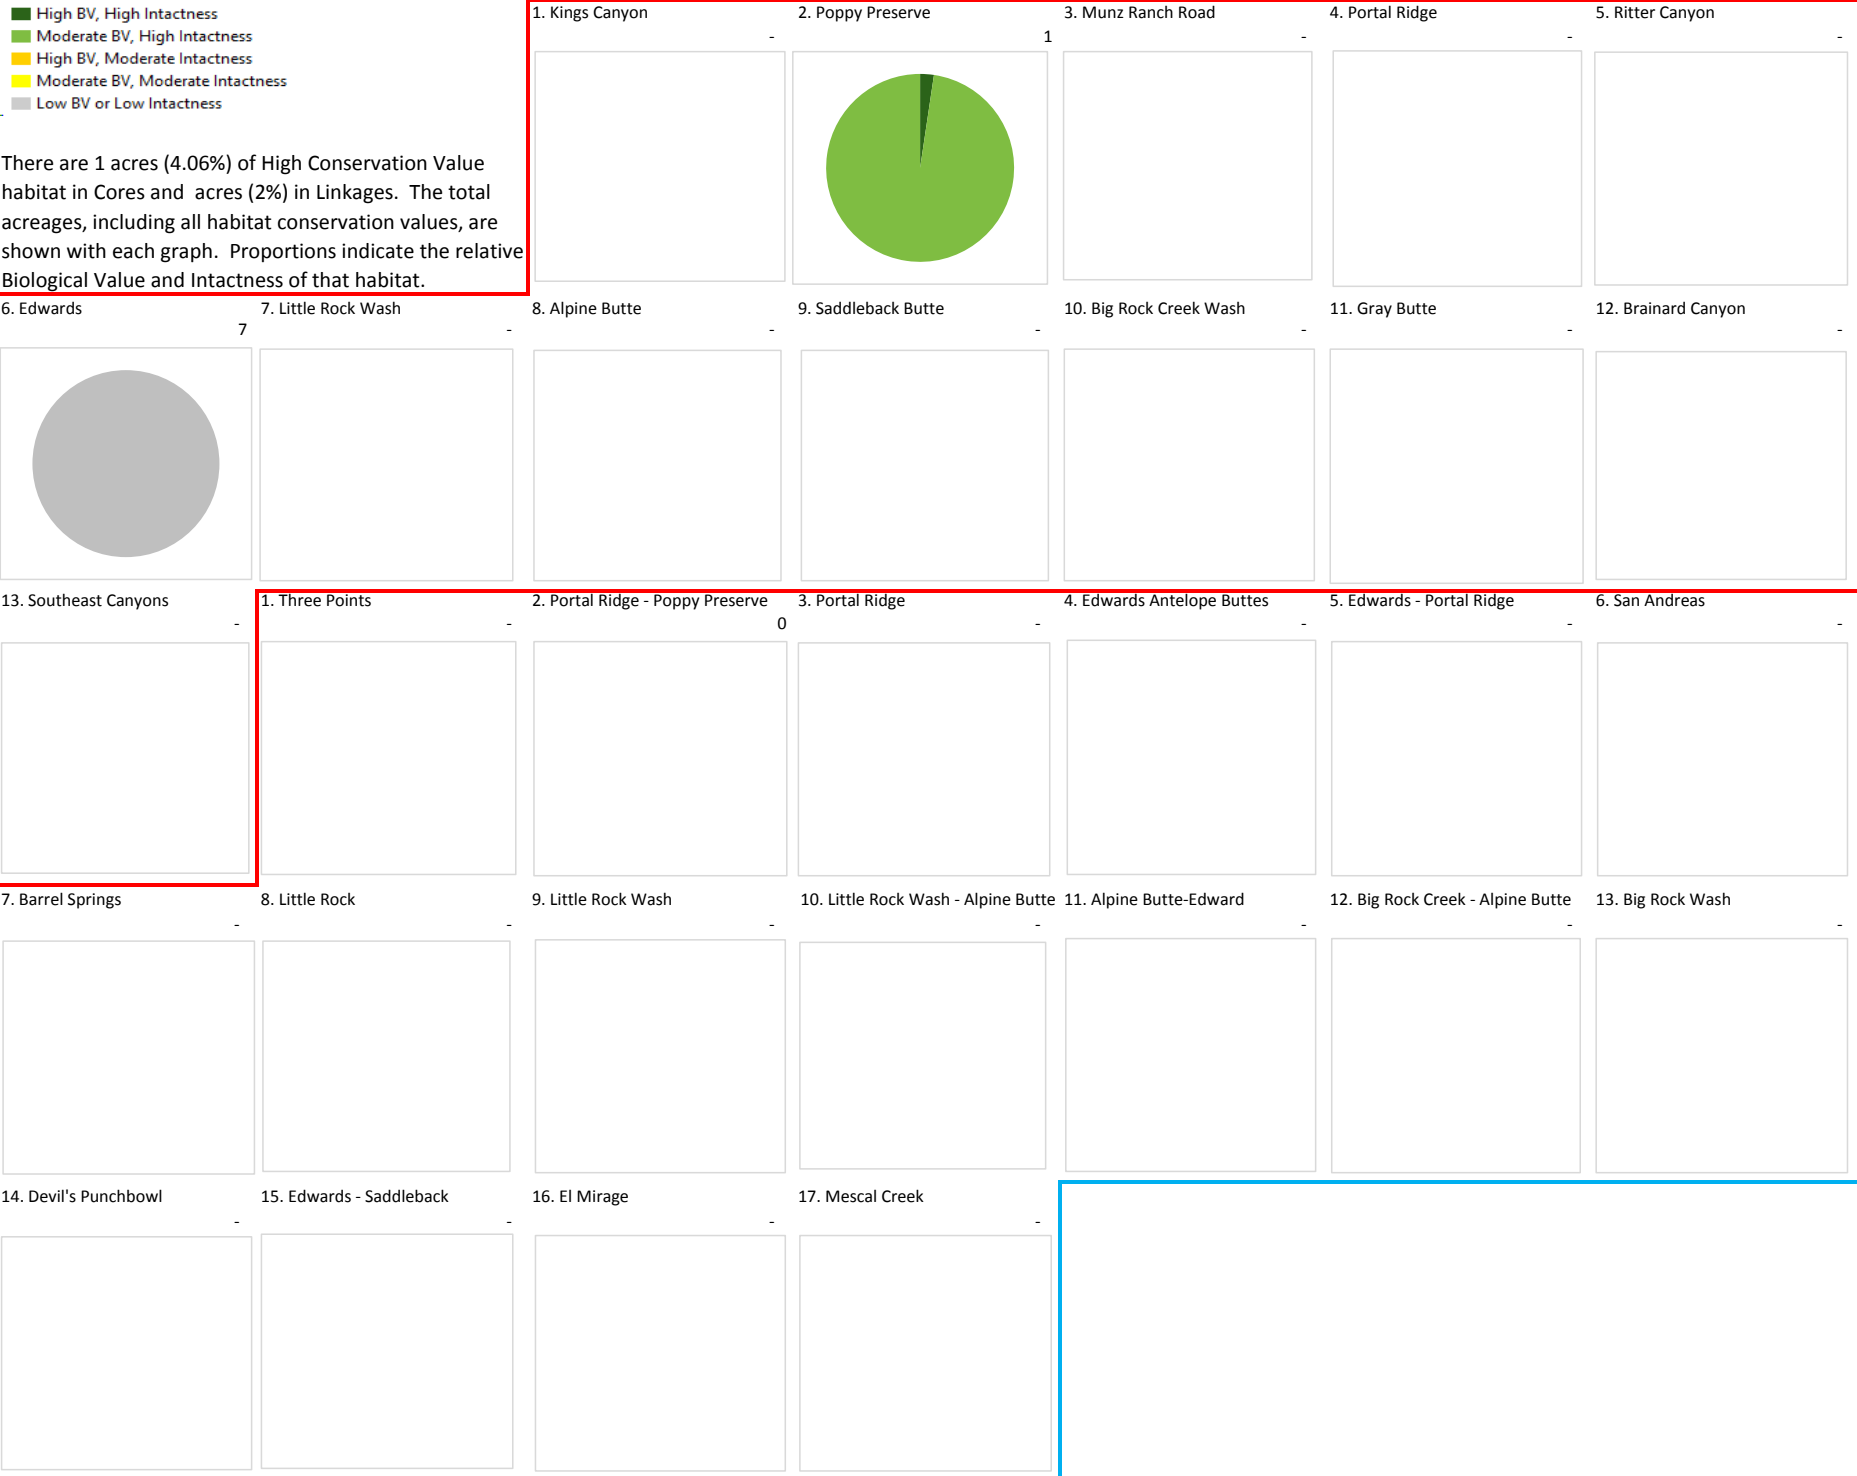 High BV, High Intactness
Moderate BV, High Intactness
High BV, Moderate Intactness
Moderate BV, Moderate Intactness
Low BV or Low Intactness
-
There are 1 acres (4.06%) of High Conservation Value
habitat in Cores and  acres (2%) in Linkages.  The total
acreages, including all habitat conservation values, are
shown with each graph.  Proportions indicate the relative
Biological Value and Intactness of that habitat.
1. Kings Canyon
-
2. Poppy Preserve
1
3. Munz Ranch Road
-
4. Portal Ridge
-
5. Ritter Canyon
-
6. Edwards
7
7. Little Rock Wash
-
8. Alpine Butte
-
9. Saddleback Butte
-
10. Big Rock Creek Wash
-
11. Gray Butte
-
12. Brainard Canyon
-
13. Southeast Canyons
-
1. Three Points
-
2. Portal Ridge - Poppy Preserve
0
3. Portal Ridge
-
4. Edwards Antelope Buttes
-
5. Edwards - Portal Ridge
-
6. San Andreas
-
7. Barrel Springs
-
8. Little Rock
-
9. Little Rock Wash
-
10. Little Rock Wash - Alpine Butte
-
11. Alpine Butte-Edward
-
12. Big Rock Creek - Alpine Butte
-
13. Big Rock Wash
-
14. Devil's Punchbowl
-
15. Edwards - Saddleback
-
16. El Mirage
-
17. Mescal Creek
-